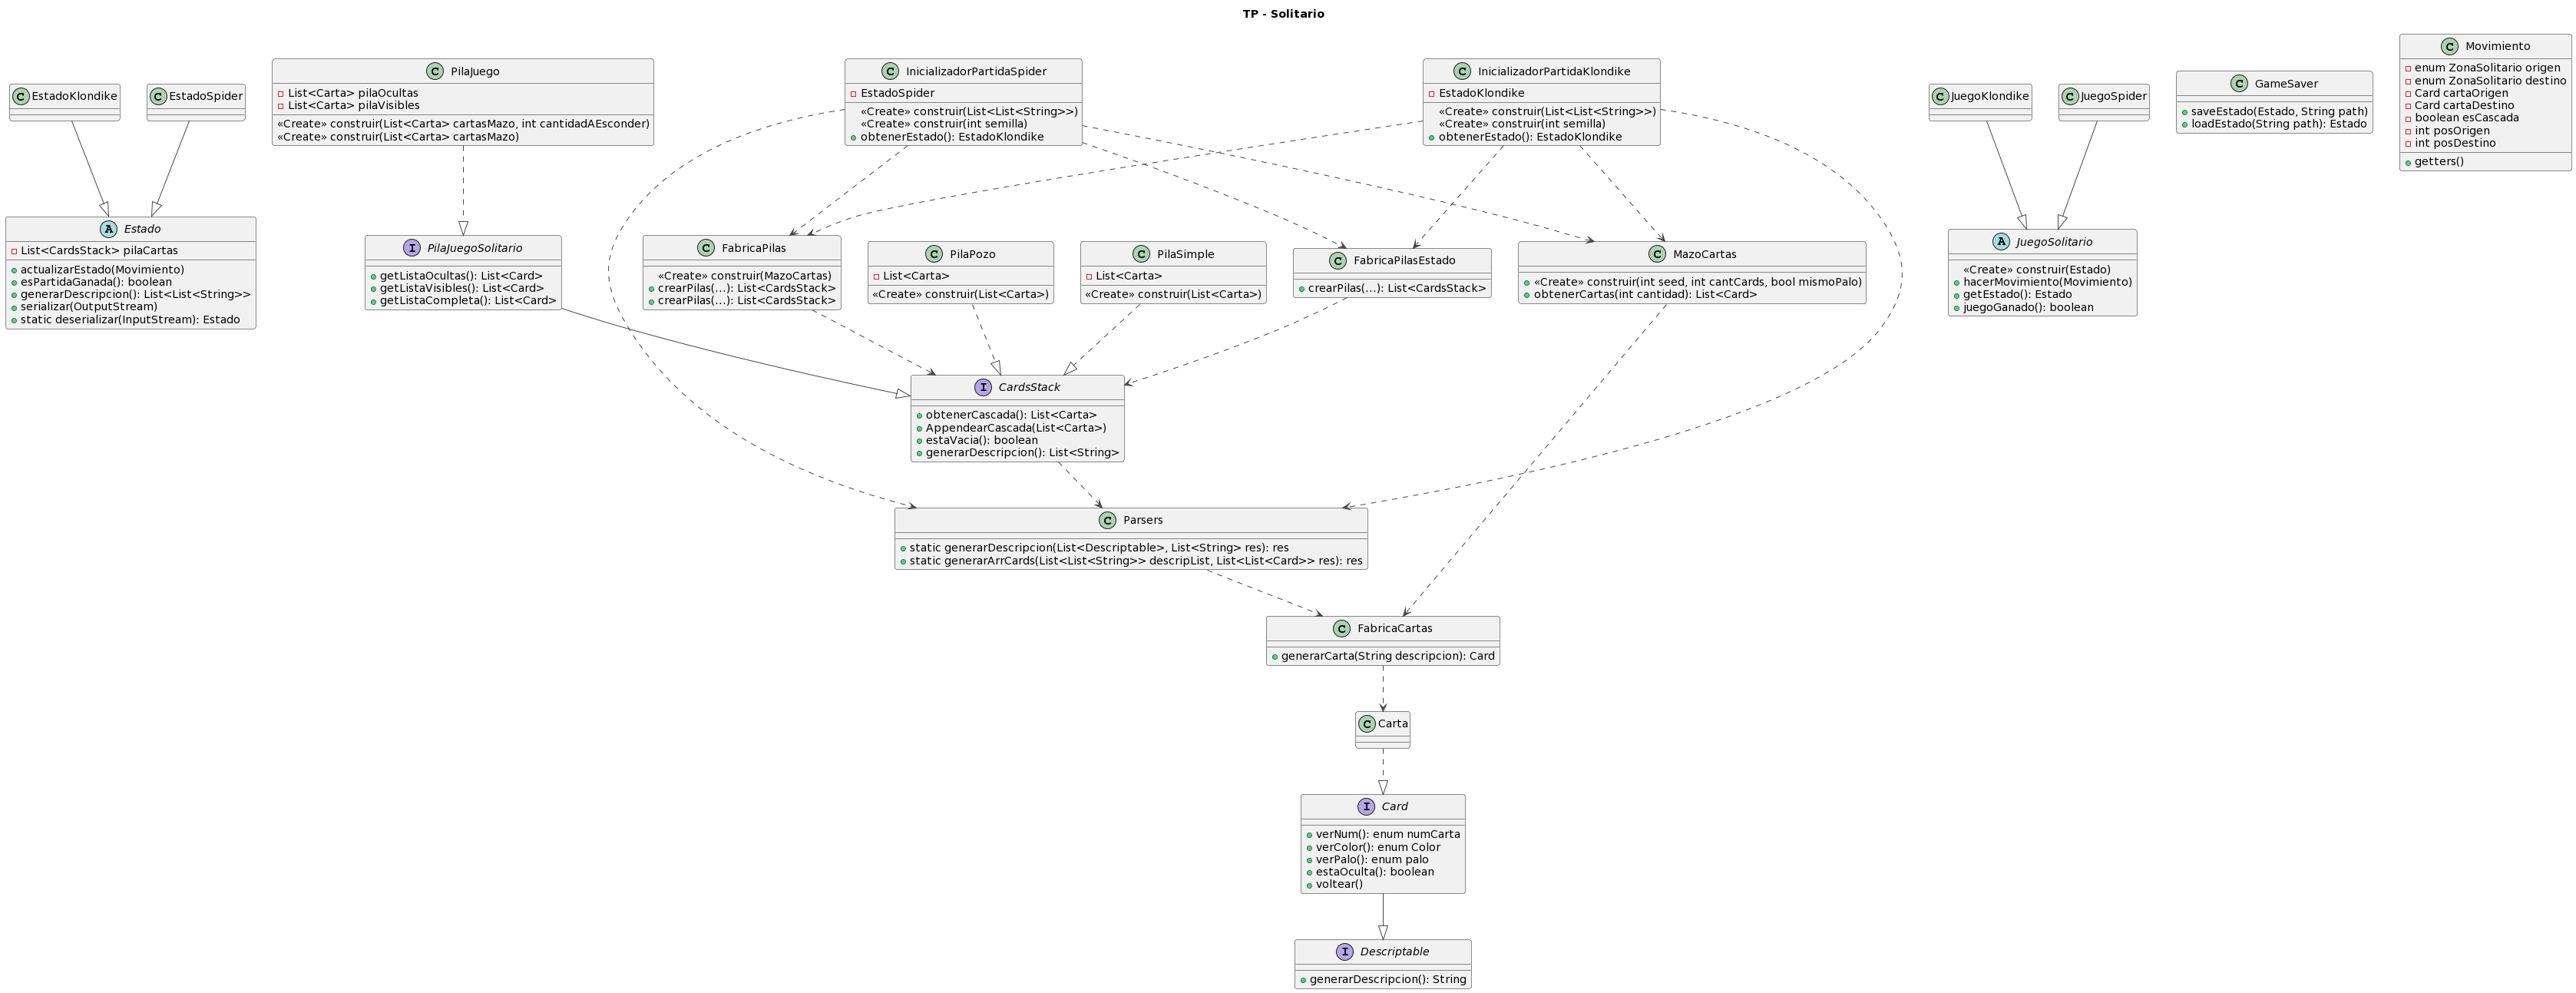 TP - Solitario
EstadoKlondike
EstadoSpider
PilaJuego
List<Carta> pilaOcultas
List<Carta> pilaVisibles
«Create» construir(List<Carta> cartasMazo, int cantidadAEsconder)
«Create» construir(List<Carta> cartasMazo)
InicializadorPartidaSpider
EstadoSpider
«Create» construir(List<List<String>>)
«Create» construir(int semilla)
obtenerEstado(): EstadoKlondike
InicializadorPartidaKlondike
EstadoKlondike
«Create» construir(List<List<String>>)
«Create» construir(int semilla)
obtenerEstado(): EstadoKlondike
JuegoKlondike
JuegoSpider
GameSaver
saveEstado(Estado, String path)
loadEstado(String path): Estado
Movimiento
enum ZonaSolitario origen
enum ZonaSolitario destino
Card cartaOrigen
Card cartaDestino
boolean esCascada
int posOrigen
int posDestino
getters()
Estado
List<CardsStack> pilaCartas
actualizarEstado(Movimiento)
esPartidaGanada(): boolean
generarDescripcion(): List<List<String>>
serializar(OutputStream)
static deserializar(InputStream): Estado
PilaJuegoSolitario
getListaOcultas(): List<Card>
getListaVisibles(): List<Card>
getListaCompleta(): List<Card>
FabricaPilas
«Create» construir(MazoCartas)
crearPilas(...): List<CardsStack>
crearPilas(...): List<CardsStack>
PilaPozo
List<Carta>
«Create» construir(List<Carta>)
PilaSimple
List<Carta>
«Create» construir(List<Carta>)
FabricaPilasEstado
crearPilas(...): List<CardsStack>
MazoCartas
«Create» construir(int seed, int cantCards, bool mismoPalo)
obtenerCartas(int cantidad): List<Card>
JuegoSolitario
«Create» construir(Estado)
hacerMovimiento(Movimiento)
getEstado(): Estado
juegoGanado(): boolean
CardsStack
obtenerCascada(): List<Carta>
AppendearCascada(List<Carta>)
estaVacia(): boolean
generarDescripcion(): List<String>
Parsers
static generarDescripcion(List<Descriptable>, List<String> res): res
static generarArrCards(List<List<String>> descripList, List<List<Card>> res): res
FabricaCartas
generarCarta(String descripcion): Card
Carta
Card
verNum(): enum numCarta
verColor(): enum Color
verPalo(): enum palo
estaOculta(): boolean
voltear()
Descriptable
generarDescripcion(): String